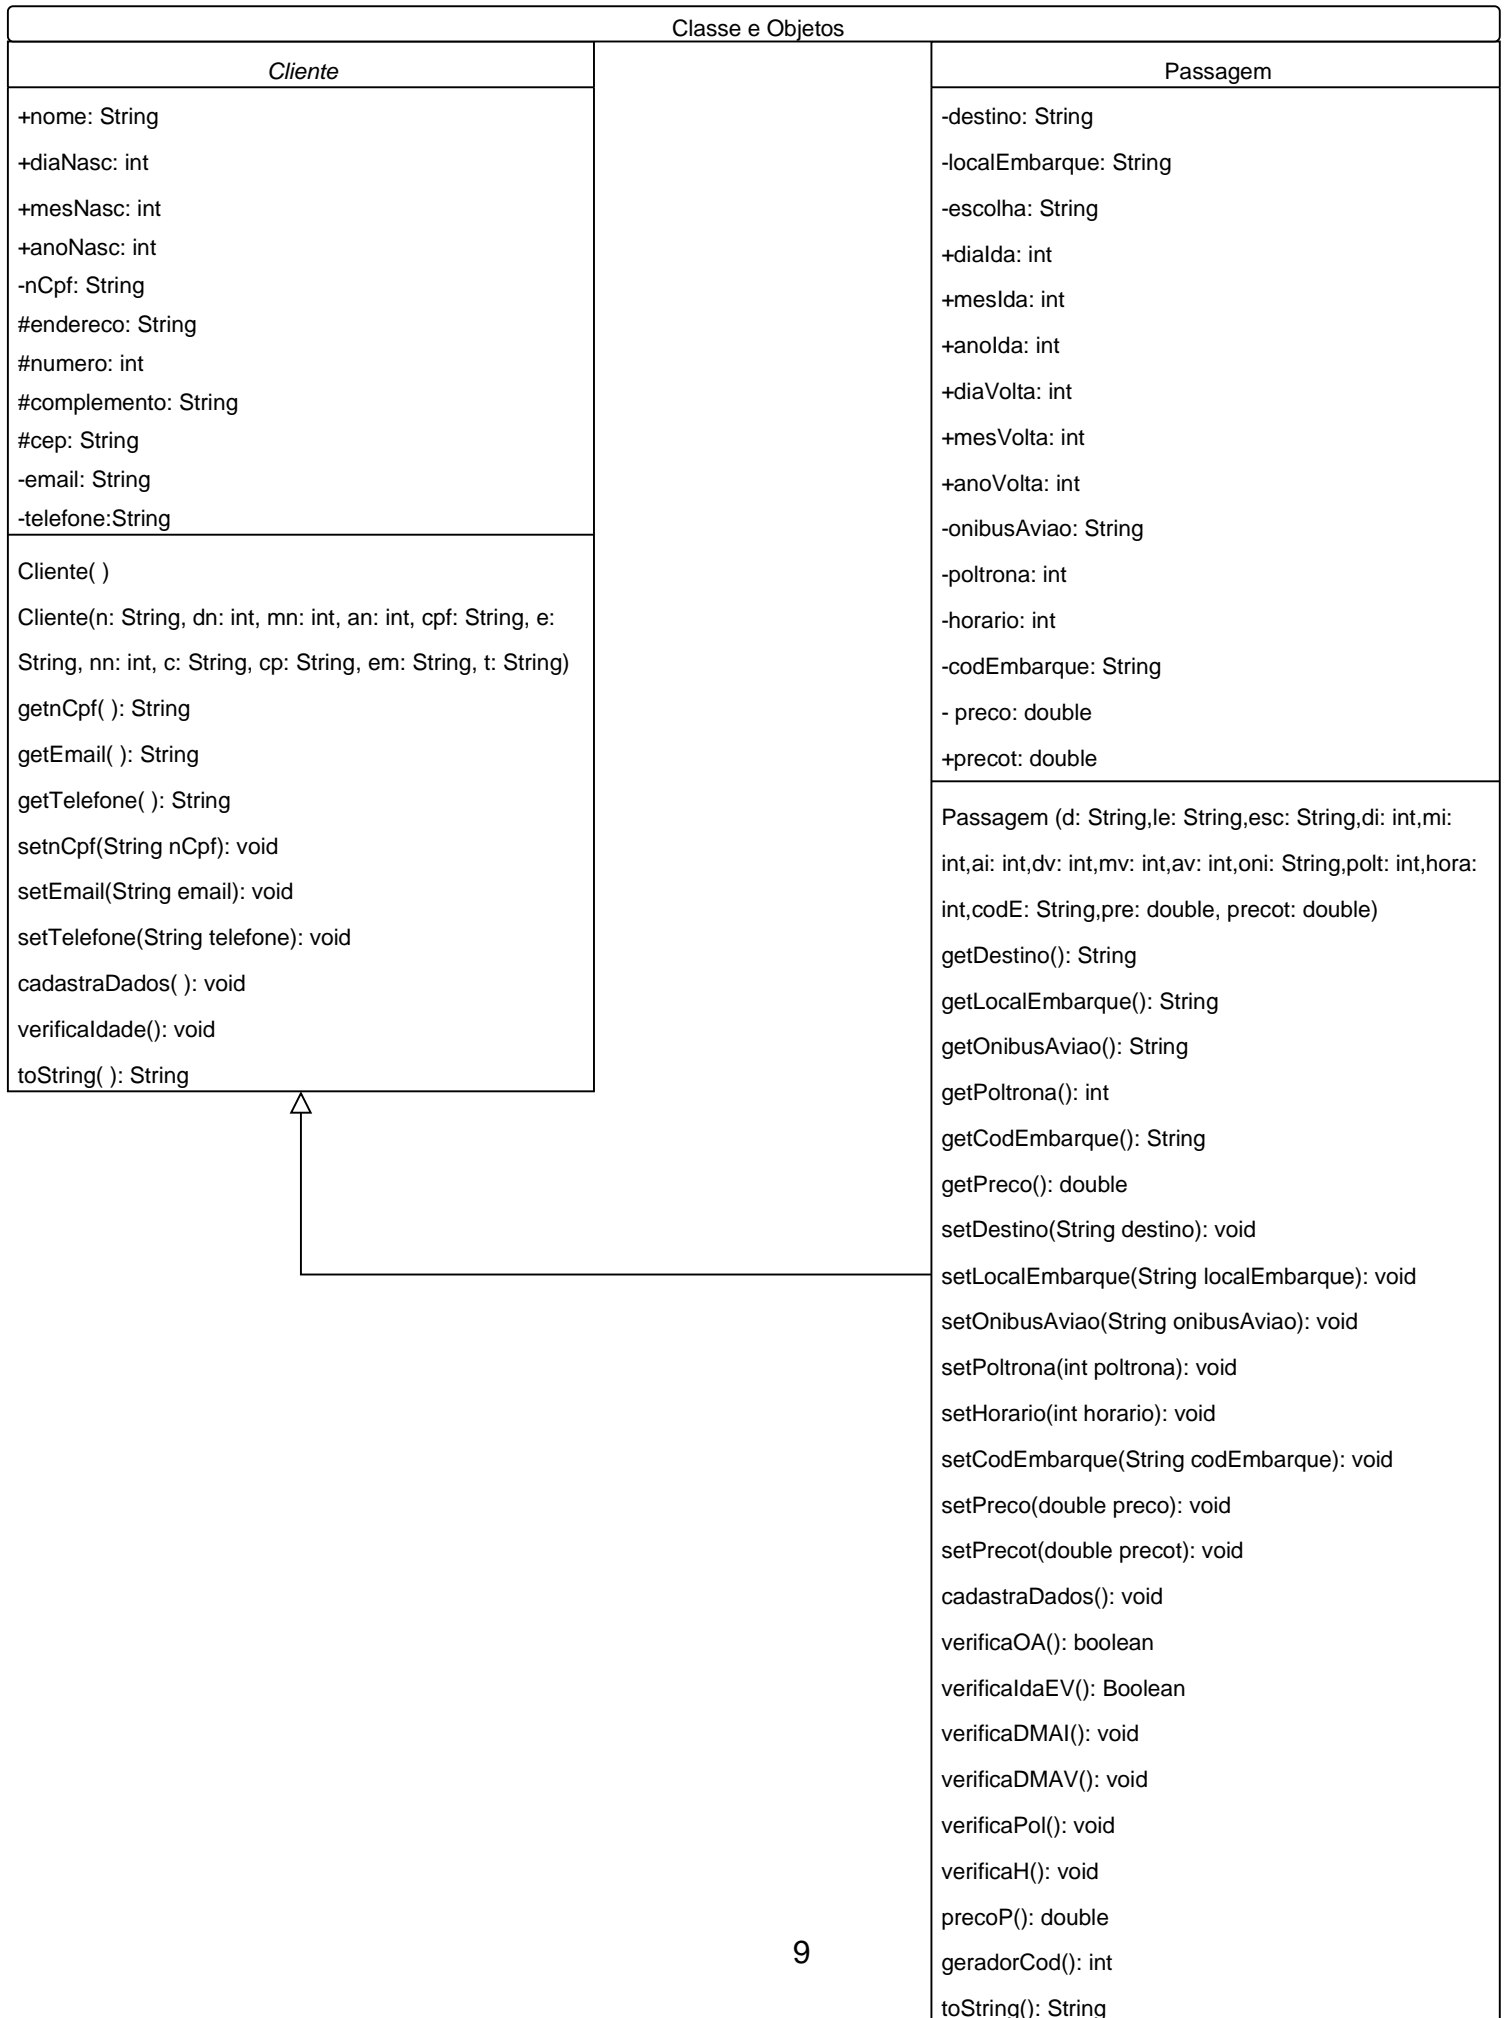 Classe e Objetos
Cliente
+nome: String
+diaNasc: int
+mesNasc: int
+anoNasc: int
-nCpf: String
#endereco: String
#numero: int
#complemento: String
#cep: String
-email: String
-telefone:String
Cliente( )
Cliente(n: String, dn: int, mn: int, an: int, cpf: String, e:
String, nn: int, c: String, cp: String, em: String, t: String)
getnCpf( ): String
getEmail( ): String
getTelefone( ): String
setnCpf(String nCpf): void
setEmail(String email): void
setTelefone(String telefone): void
cadastraDados( ): void
verificaIdade(): void
toString( ): String
Passagem
-destino: String
-localEmbarque: String
-escolha: String
+diaIda: int
+mesIda: int
+anoIda: int
+diaVolta: int
+mesVolta: int
+anoVolta: int
-onibusAviao: String
-poltrona: int
-horario: int
-codEmbarque: String
- preco: double
+precot: double
Passagem (d: String,le: String,esc: String,di: int,mi:
int,ai: int,dv: int,mv: int,av: int,oni: String,polt: int,hora:
int,codE: String,pre: double, precot: double)
getDestino(): String
getLocalEmbarque(): String
getOnibusAviao(): String
getPoltrona(): int
getCodEmbarque(): String
getPreco(): double
setDestino(String destino): void
setLocalEmbarque(String localEmbarque): void
setOnibusAviao(String onibusAviao): void
setPoltrona(int poltrona): void
setHorario(int horario): void
setCodEmbarque(String codEmbarque): void
setPreco(double preco): void
setPrecot(double precot): void
cadastraDados(): void
verificaOA(): boolean
verificaIdaEV(): Boolean
verificaDMAI(): void
verificaDMAV(): void
verificaPol(): void
verificaH(): void
precoP(): double
geradorCod(): int
toString(): String
9